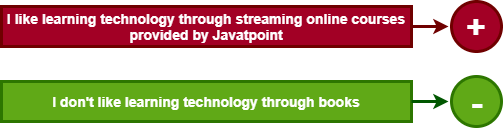 I like learning technology through streaming online courses
provided by Javatpoint
+
I don't like learning technology through books
-